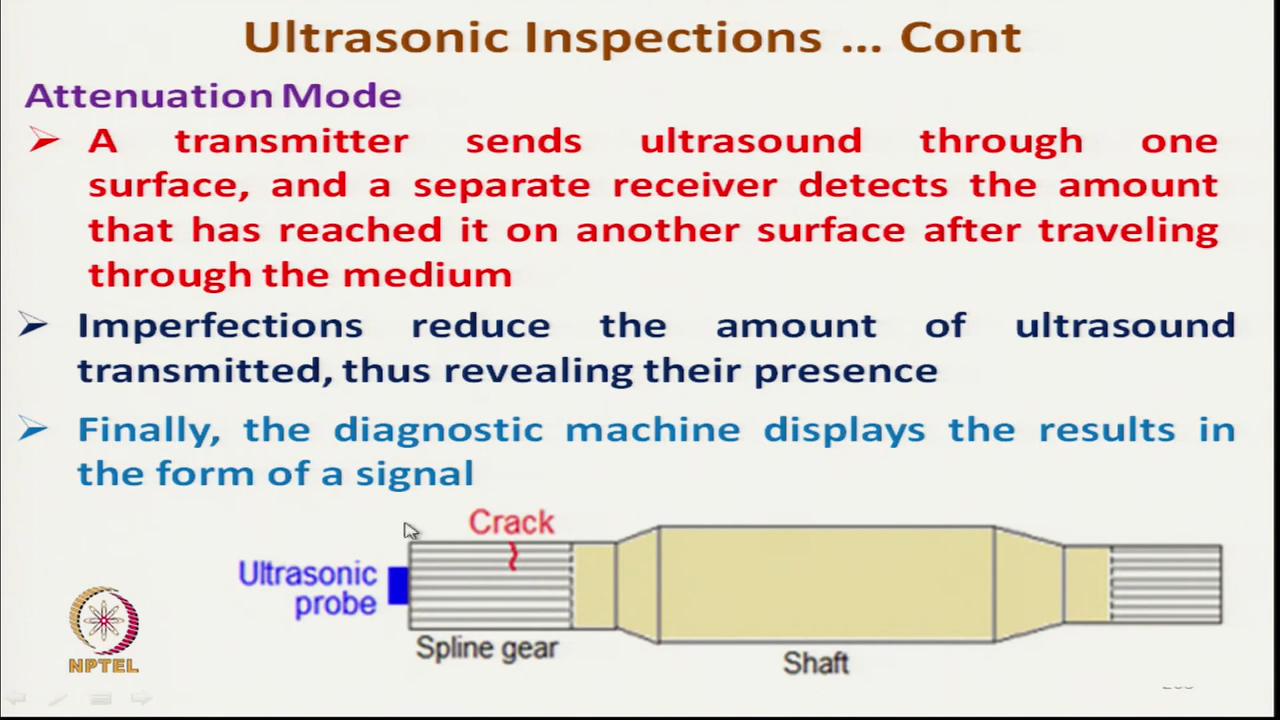 Ultrasonic Inspections ... Cont
Attenuation Mode
A transmitter sends ultrasound through one
surface, and a separate receiver detects the amount
that has reached it on another surface after traveling
through the medium
Imperfections reduce the amount of ultrasound
transmitted, thus revealing their presence
Finally, the diagnostic machine displays the results in
the form of a signal
Crack
Ultrasonic
probe
Spline gear
Shaft
NPTEL